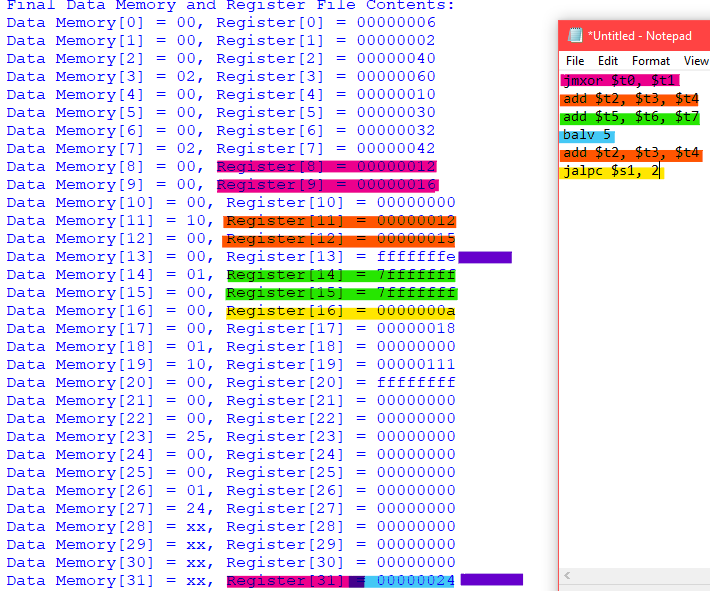 Final Data Memory and Register File Contents:
Data Memory[0] = 00, Register[0] = 00000006
Data Memory[1] = 00, Register[1] = 00000002
Data Memory[2] = 00, Register[2] = 00000040
Data Memory[3] = 02, Register[3] = 00000060
Data Memory[4] = 00, Register[4] = 00000010
Data Memory[5] = 00, Register[5] = 00000030
Data Memory[6] = 00, Register[6] = 00000032
Data Memory[7] = 02, Register[7] = 00000042
Data Memory[8] = 00, Register[8] = 00000012
Data Memory[9] = 00, Register[9] = 00000016
Data Memory[10] = 00, Register[10] = 00000000
Data Memory[11] = 10, Register[11] = 00000012
Data Memory[12] = 00, Register[12] = 00000015
Data Memory[13] = 00, Register[13] = fffffffe
Data Memory[14] = 01, Register[14] = 7fffffff
Data Memory[15] = 00, Register[15] = 7fffffff
Data Memory[16] = 00, Register[16] = 0000000a
Data Memory[17] = 00, Register[17] = 00000018
Data Memory[18] = 01, Register[18] = 00000000
Data Memory[19] = 10, Register[19] = 00000111
Data Memory[20] = 00, Register[20] = ffffffff
Data Memory[21] = 00, Register[21] = 00000000
Data Memory[22] = 00, Register[22] = 00000000
Data Memory[23] = 25, Register[23] = 00000000
Data Memory[24] = 00, Register[24] = 00000000
Data Memory[25] = 00, Register[25] = 00000000
Data Memory[26] = 01, Register[26] = 00000000
Data Memory[27] = 24, Register[27] = 00000000
Data Memory[28] = xx, Register[28] = 00000000
Data Memory[29] = xx, Register[29] = 00000000
Data Memory[30] = xx, Register[30] = 00000000
Data Memory[31] = xx, Register[31] = 00000024
*Untitled - Notepad
File Edit Format View
jmxor $t0, $t1
add $t2, $t3, $t4
add $t5, $t6, $t7
balv 5
add $t2, $t3, $t4
jalpc $s1, 2